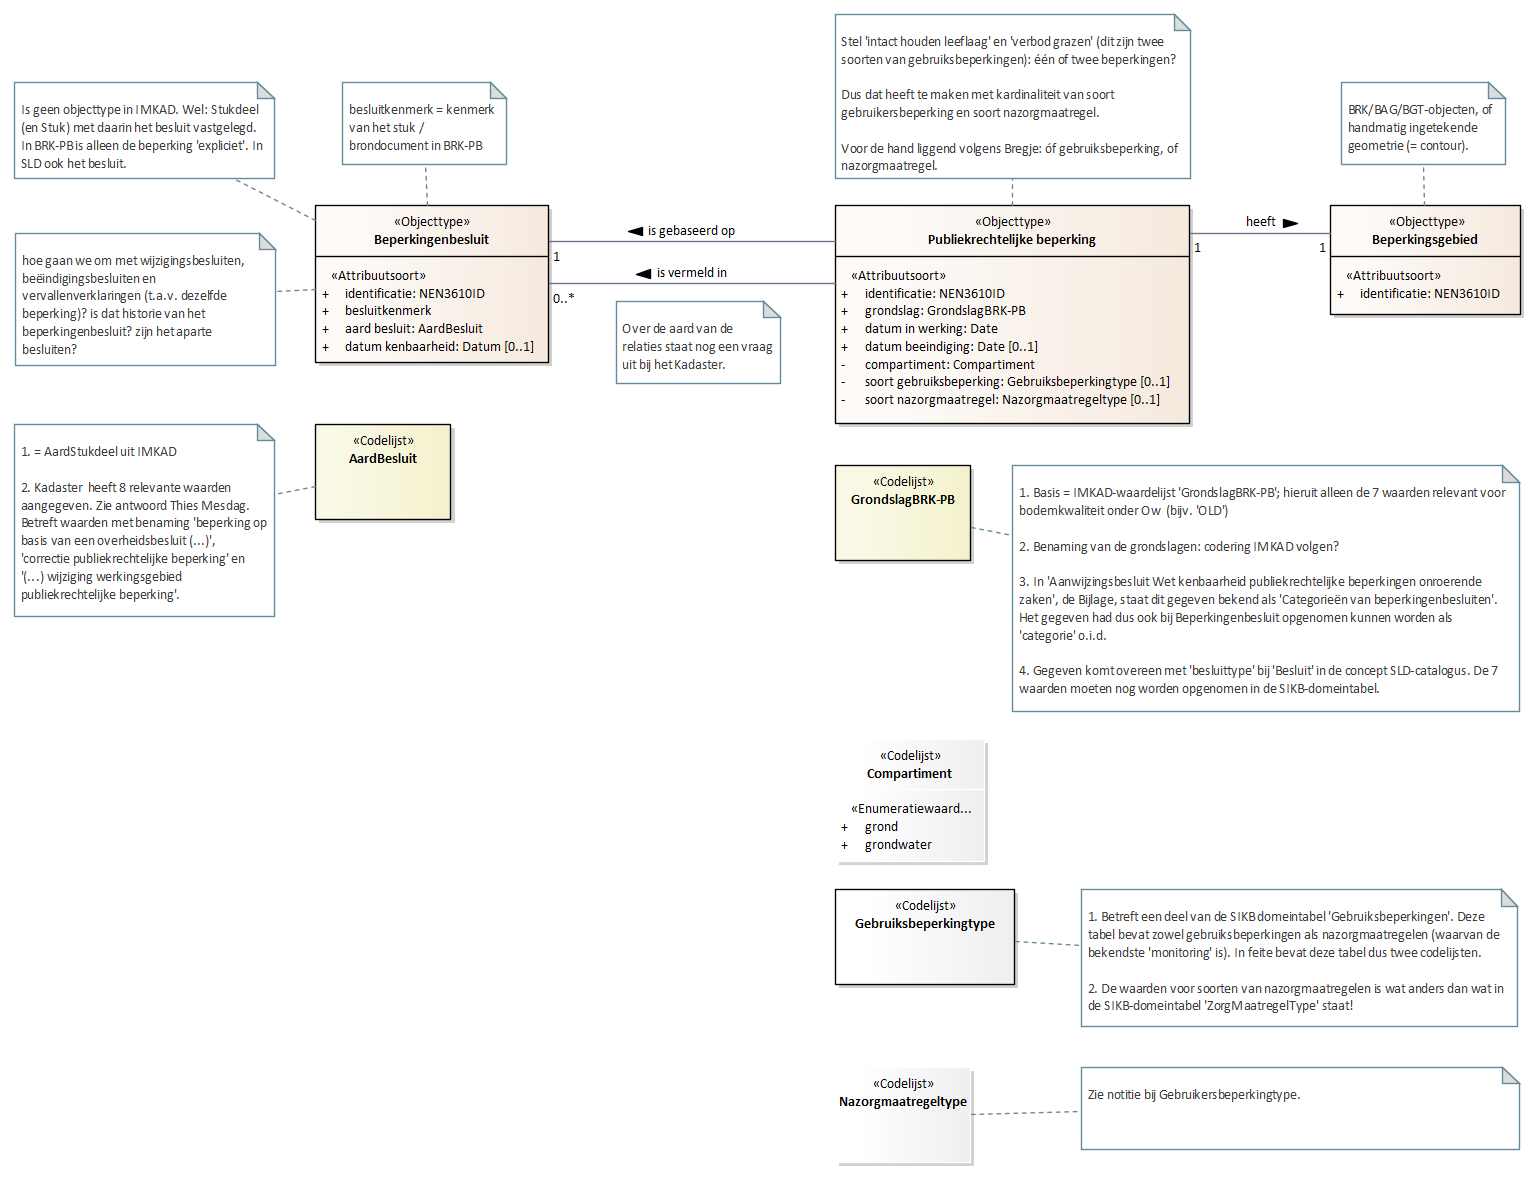 Stel 'intact houden leeflaag' en 'verbod grazen' (dit zijn twee
soorten van gebruiksbeperkingen): één of twee beperkingen?
Dus dat heeft te maken met kardinaliteit van soort
gebruikersbeperking en soort nazorgmaatregel.
Voor de hand liggend volgens Bregje: óf gebruiksbeperking, of
nazorgmaatregel.
Is geen objecttype in IMKAD. Wel: Stukdeel
(en Stuk) met daarin het besluit vastgelegd.
In BRK-PB is alleen de beperking 'expliciet'. In
SLD ook het besluit.
besluitkenmerk = kenmerk
van het stuk /
brondocument in BRK-PB
BRK/BAG/BGT-objecten, of
handmatig ingetekende
geometrie (= contour).
hoe gaan we om met wijzigingsbesluiten,
beëindigingsbesluiten en
vervallenverklaringen (t.a.v. dezelfde
beperking)? is dat historie van het
beperkingenbesluit? zijn het aparte
besluiten?
«Objecttype»
Beperkingenbesluit
«Attribuutsoort»
+ identificatie: NEN3610ID
+ besluitkenmerk
+ aard besluit: AardBesluit
+ datum kenbaarheid: Datum [0..1]
is gebaseerd op
1
is vermeld in
0..*
Over de aard van de
relaties staat nog een vraag
uit bij het Kadaster.
«Objecttype»
Publiekrechtelijke beperking
«Attribuutsoort»
+ identificatie: NEN3610ID
+ grondslag: GrondslagBRK-PB
+ datum in werking: Date
+ datum beeindiging: Date [0..1]
- compartiment: Compartiment
- soort gebruiksbeperking: Gebruiksbeperkingtype [0..1]
- soort nazorgmaatregel: Nazorgmaatregeltype [0..1]
heeft
1
1
«Objecttype»
Beperkingsgebied
«Attribuutsoort»
+ identificatie: NEN3610ID
1. = AardStukdeel uit IMKAD
2. Kadaster heeft 8 relevante waarden
aangegeven. Zie antwoord Thies Mesdag.
Betreft waarden met benaming 'beperking op
basis van een overheidsbesluit (...)',
'correctie publiekrechtelijke beperking' en
'(...) wijziging werkingsgebied
publiekrechtelijke beperking'.
«Codelijst»
AardBesluit
«Codelijst»
GrondslagBRK-PB
1. Basis = IMKAD-waardelijst 'GrondslagBRK-PB'; hieruit alleen de 7 waarden relevant voor
bodemkwaliteit onder Ow (bijv. 'OLD')
2. Benaming van de grondslagen: codering IMKAD volgen?
3. In 'Aanwijzingsbesluit Wet kenbaarheid publiekrechtelijke beperkingen onroerende
zaken', de Bijlage, staat dit gegeven bekend als 'Categorieën van beperkingenbesluiten'.
Het gegeven had dus ook bij Beperkingenbesluit opgenomen kunnen worden als
'categorie' o.i.d.
4. Gegeven komt overeen met 'besluittype' bij 'Besluit' in de concept SLD-catalogus. De 7
waarden moeten nog worden opgenomen in de SIKB-domeintabel.
«Codelijst»
Compartiment
«Enumeratiewaard...
+ grond
+ grondwater
«Codelijst»
Gebruiksbeperkingtype
1. Betreft een deel van de SIKB domeintabel 'Gebruiksbeperkingen'. Deze
tabel bevat zowel gebruiksbeperkingen als nazorgmaatregelen (waarvan de
bekendste 'monitoring' is). In feite bevat deze tabel dus twee codelijsten.
2. De waarden voor soorten van nazorgmaatregelen is wat anders dan wat in
de SIKB-domeintabel 'ZorgMaatregelType' staat!
«Codelijst»
Nazorgmaatregeltype
Zie notitie bij Gebruikersbeperkingtype.